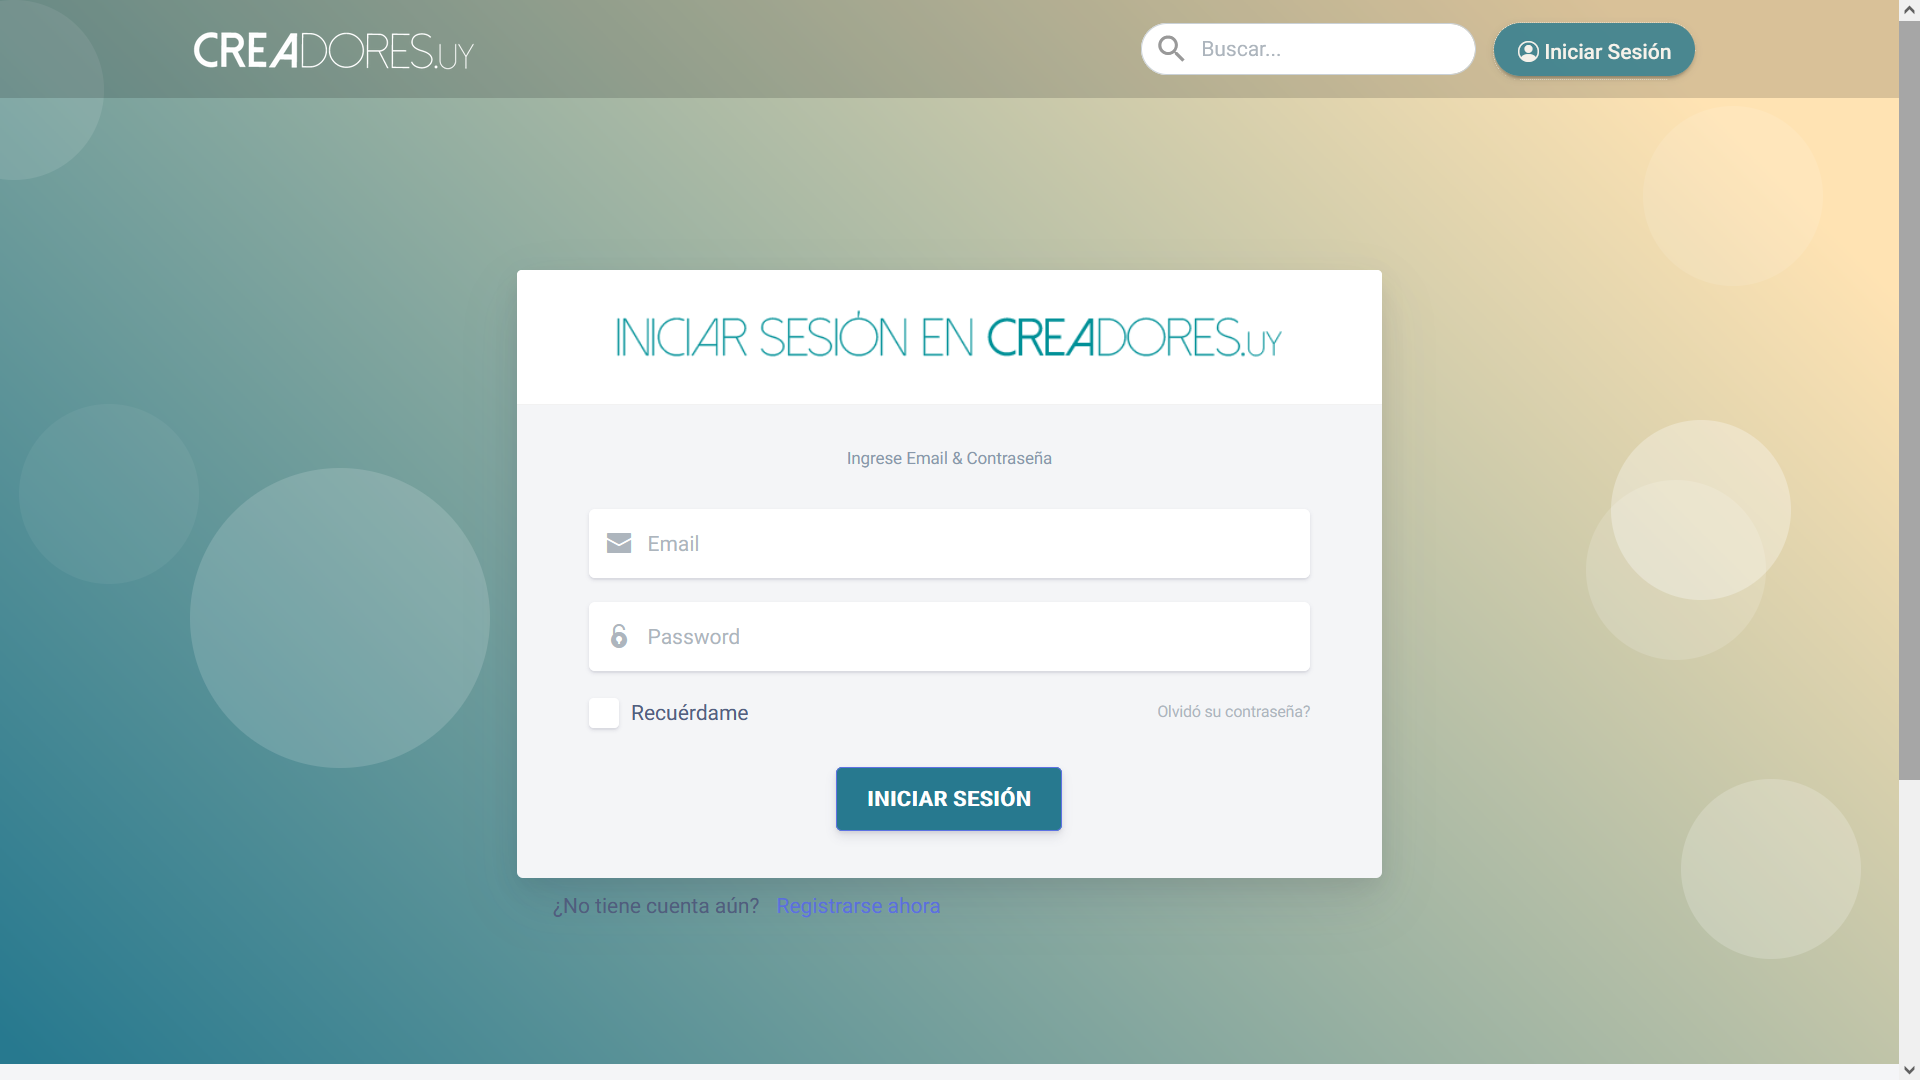 CREADORES.UY
Buscar...
Iniciar Sesión
INICIAR SESIÓN EN CREADORES.UY
Ingrese Email & Contraseña
Email
Password
Recuérdame
Olvidó su contraseña?
INICIAR SESIÓN
¿No tiene cuenta aún? Registrarse ahora